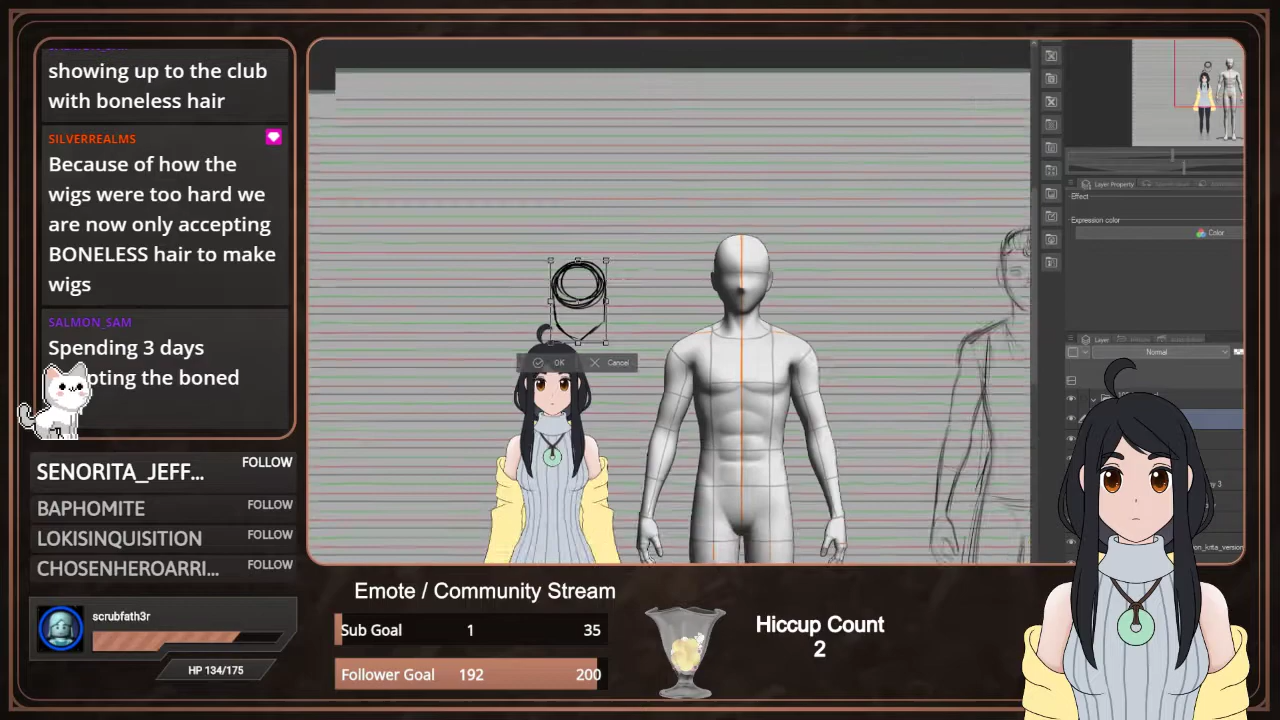 showing up to the club
with boneless hair
SILVERREALMS
Because of how the
wigs were too hard we
are now only accepting
BONELESS hair to make
wigs
SALMON_SAM
Spending 3 days
pting the boned
SENORITA_JEFF... FOLLOW
BAPHOMITE FOLLOW
LOKISINQUISITION FOLLOW
CHOSENHEROARRI... FOLLOW
scrubfath3r
HP 134/175
OK Cancel
Layer Property
Effect
Expression color
Color
Layer
Normal
Emote / Community Stream
Sub Goal 1 35
Follower Goal 192 200
Hiccup Count
2